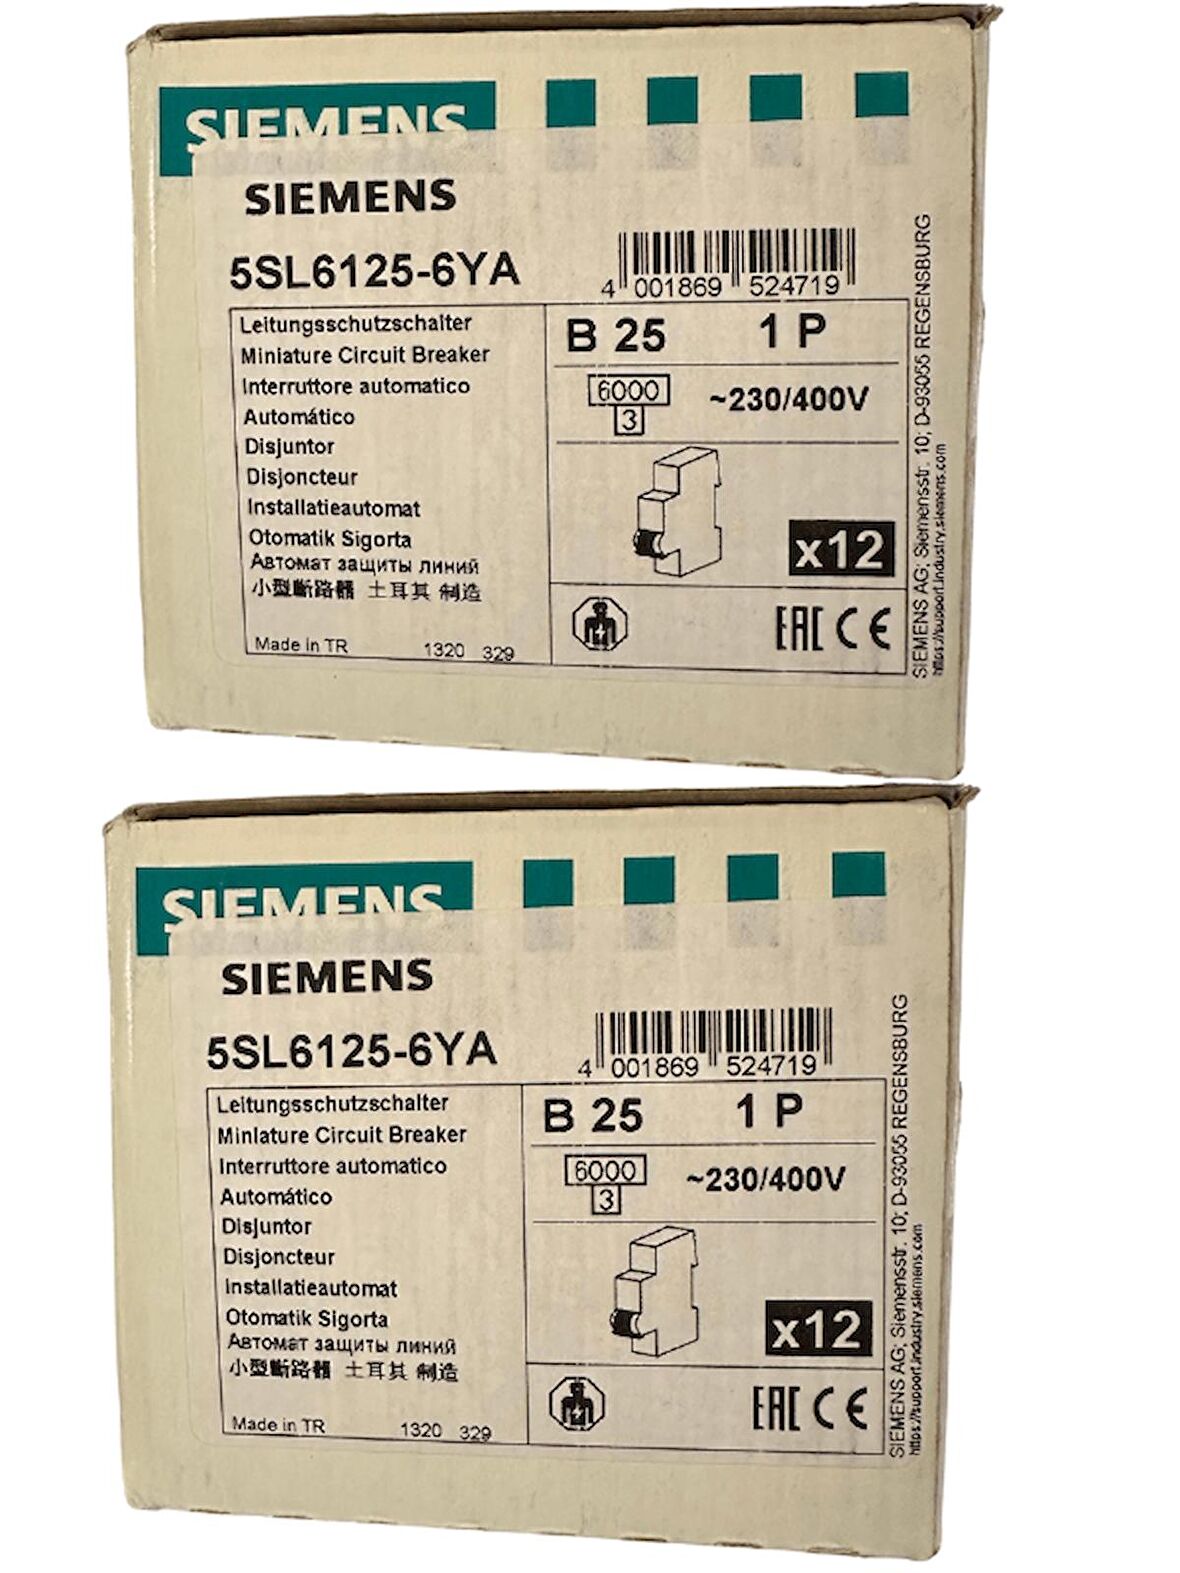 SIEMENS
SIEMENS
5SL6125-6YA
4 001869 524719
Leitungsschutzschalter
Miniature Circuit Breaker
Interruttore automatico
Automático
Disjuntor
Disjoncteur
Installatieautomat
Otomatik Sigorta
Автомат защиты линий
小型断路器 土耳其 制造
Made in TR 1320 329
B 25 1 P
6000
3
~230/400V
x12
EAC CE
SIEMENS AG; Siemensstr. 10; D-93055 REGENSBURG
https://support.industry.siemens.com
SIEMENS
SIEMENS
5SL6125-6YA
4 001869 524719
Leitungsschutzschalter
Miniature Circuit Breaker
Interruttore automatico
Automático
Disjuntor
Disjoncteur
Installatieautomat
Otomatik Sigorta
Автомат защиты линий
小型断路器 土耳其 制造
Made in TR 1320 329
B 25 1 P
6000
3
~230/400V
x12
EAC CE
SIEMENS AG; Siemensstr. 10; D-93055 REGENSBURG
https://support.industry.siemens.com